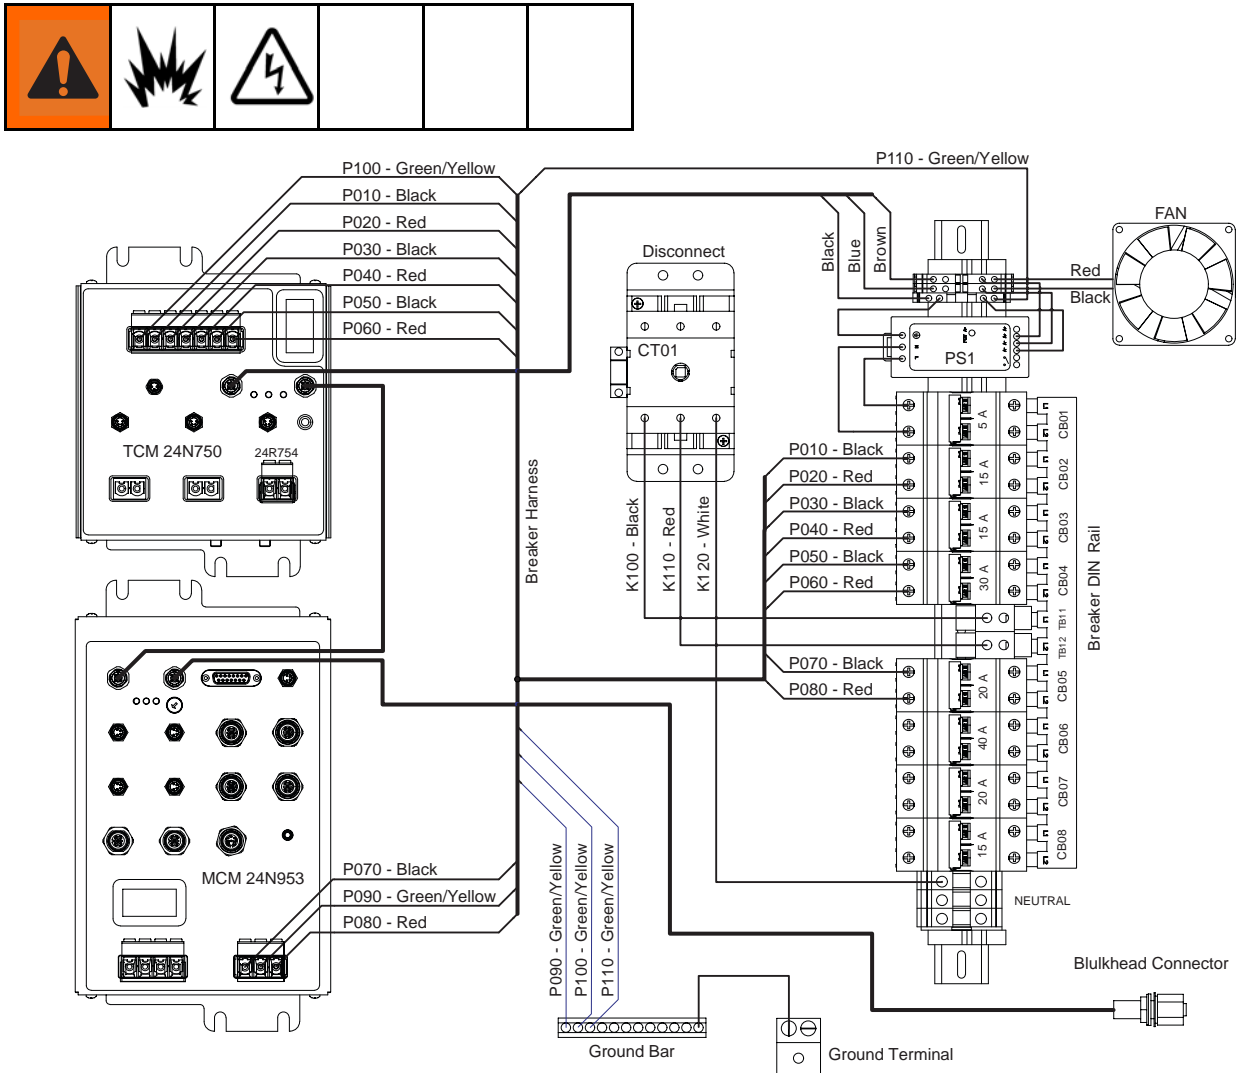 P100 - Green/Yellow
P010 - Black
P020 - Red
P030 - Black
P040 - Red
P050 - Black
P060 - Red
P110 - Green/Yellow
Black
Blue
Brown
FAN
Red
Black
Disconnect
CT01
PS1
TCM 24N750
24R754
Breaker Harness
K100 - Black
K110 - Red
K120 - White
P010 - Black
P020 - Red
P030 - Black
P040 - Red
P050 - Black
P060 - Red
P070 - Black
P080 - Red
5 A
15 A
15 A
30 A
20 A
40 A
20 A
15 A
CB01
CB02
CB03
CB04
TB11
TB12
CB05
CB06
CB07
CB08
Breaker DIN Rail
NEUTRAL
MCM 24N953
P070 - Black
P090 - Green/Yellow
P080 - Red
P090 - Green/Yellow
P100 - Green/Yellow
P110 - Green/Yellow
Ground Bar
Ground Terminal
Blulkhead Connector